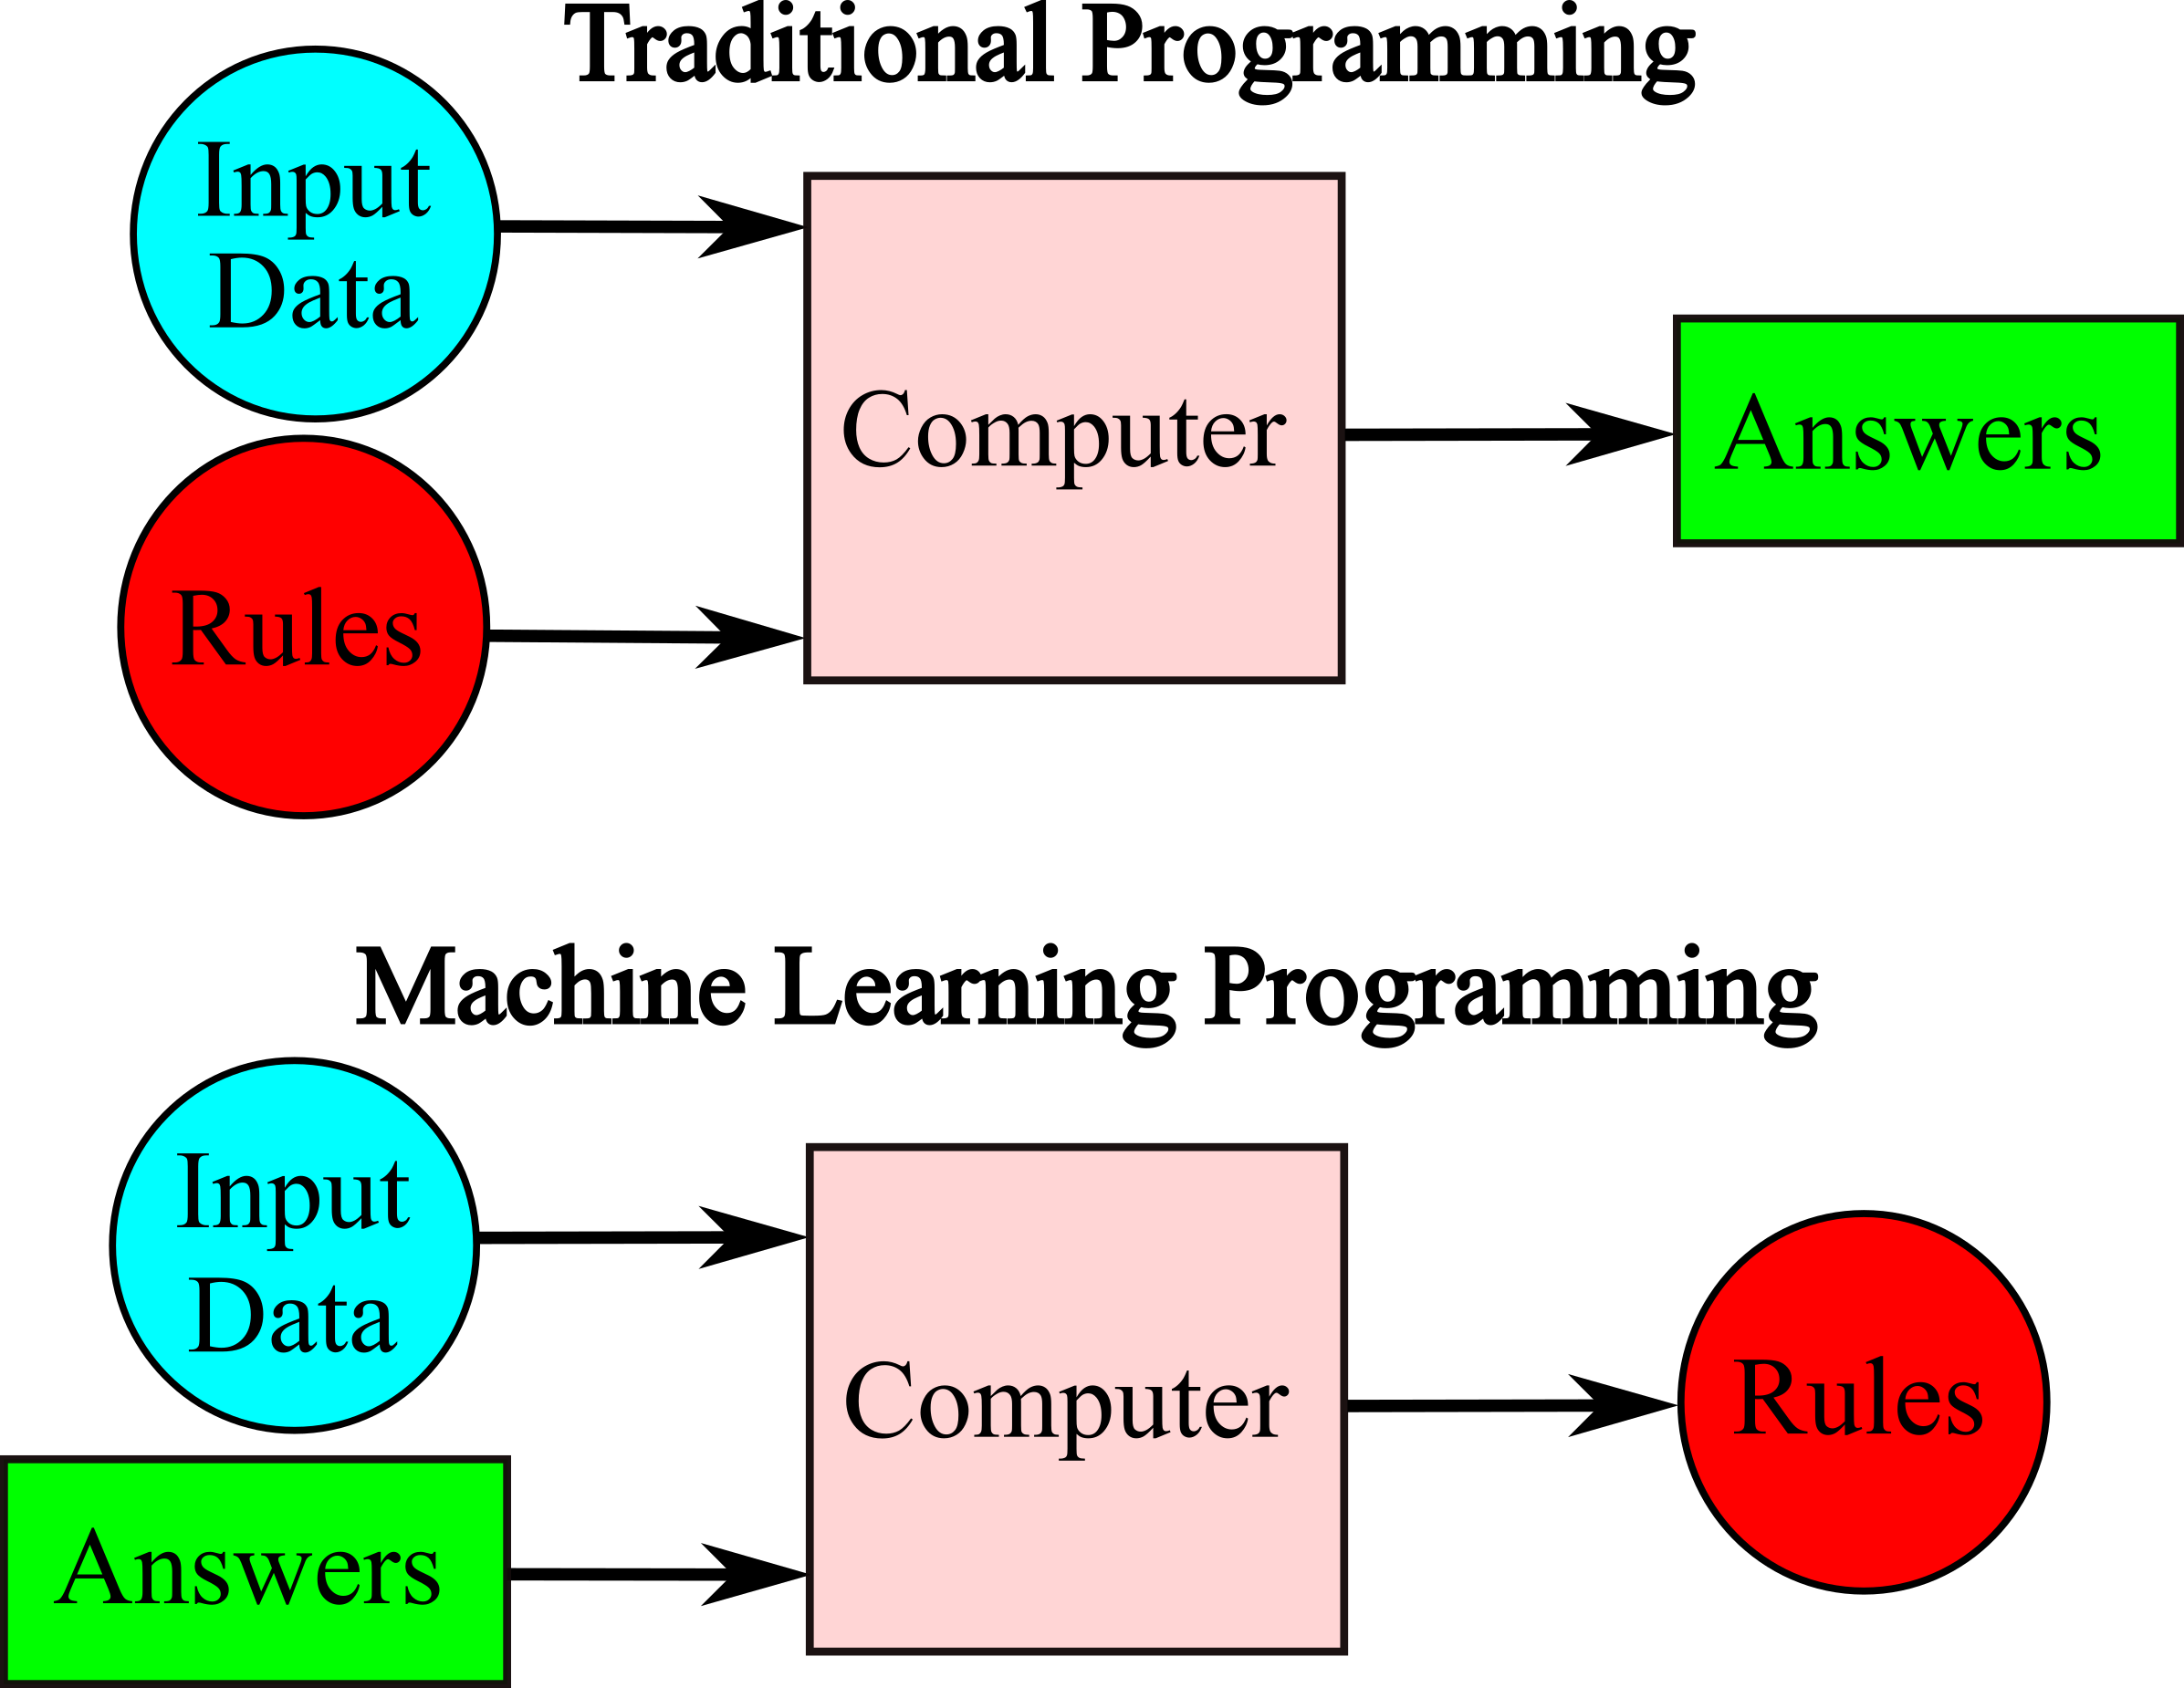 Traditional Programming
Input
Data
Computer
Answers
Rules
Machine Learning Programming
Input
Data
Computer
Rules
Answers